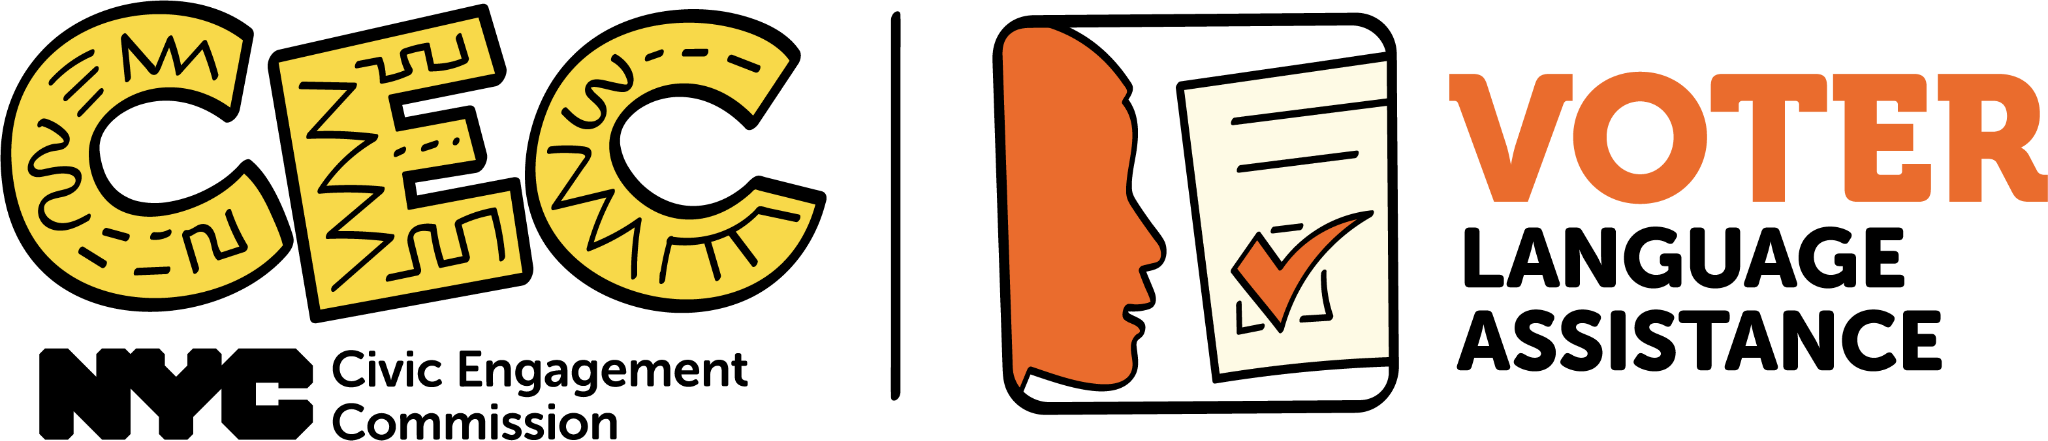 CEC
NYC Civic Engagement
Commission
VOTER
LANGUAGE
ASSISTANCE